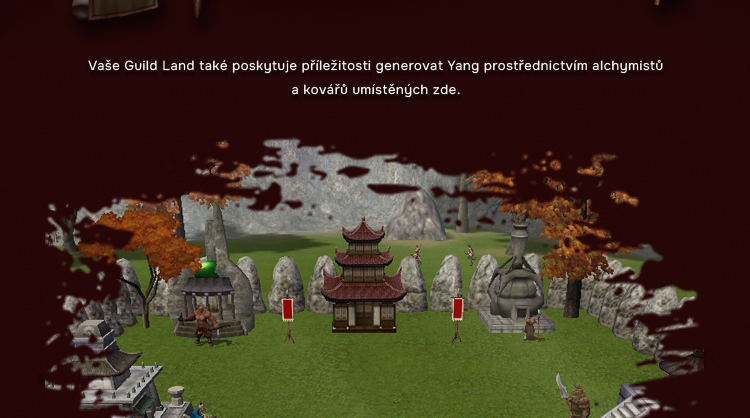 Vaše Guild Land také poskytuje příležitosti generovat Yang prostřednictvím alchymistů
a kovářů umístěných zde.